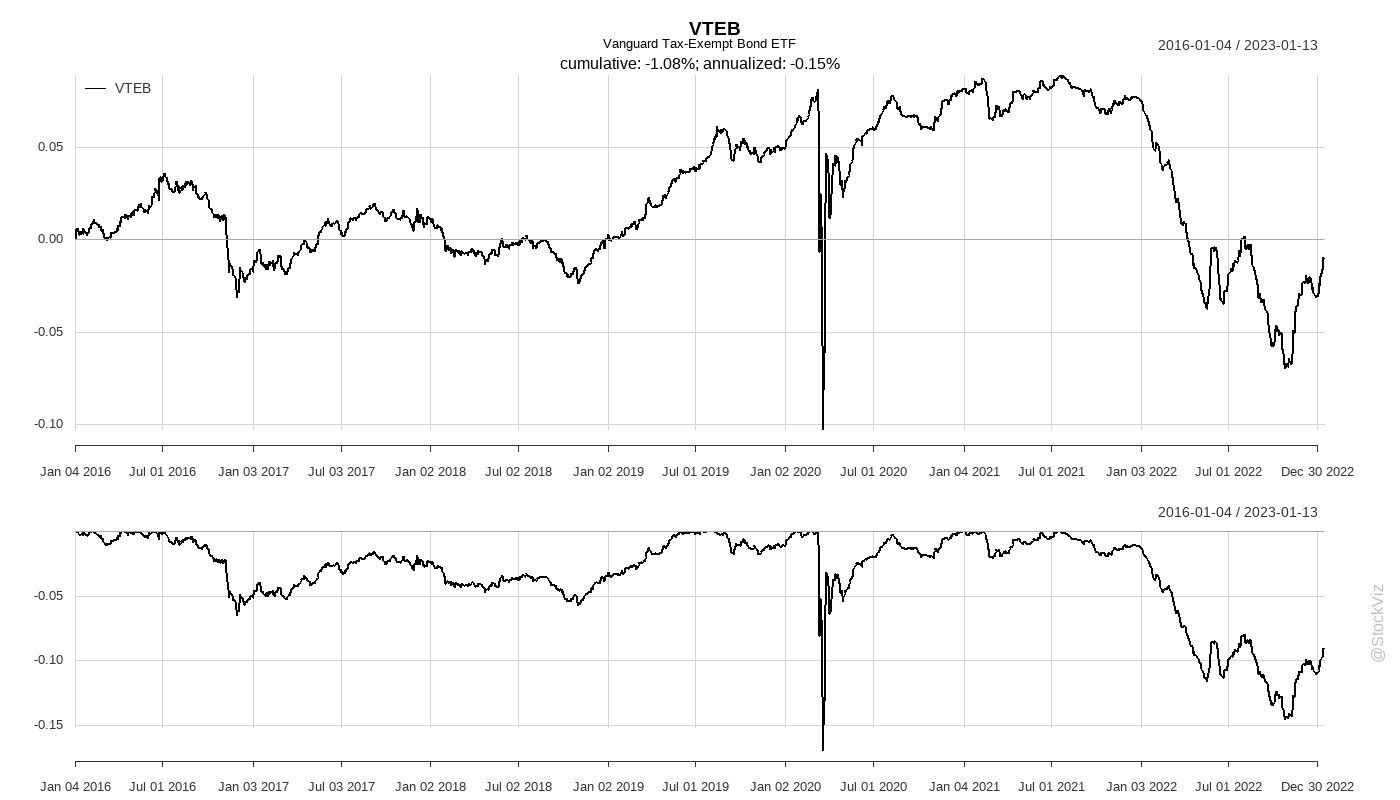 VTEB
Vanguard Tax-Exempt Bond ETF
2016-01-04 / 2023-01-13
cumulative: -1.08%; annualized: -0.15%
VTEB
0.05
0.00
-0.05
-0.10
Jan 04 2016 Jul 01 2016 Jan 03 2017 Jul 03 2017 Jan 02 2018 Jul 02 2018 Jan 02 2019 Jul 01 2019 Jan 02 2020 Jul 01 2020 Jan 04 2021 Jul 01 2021 Jan 03 2022 Jul 01 2022 Dec 30 2022
2016-01-04 / 2023-01-13
-0.05
-0.10
-0.15
Jan 04 2016 Jul 01 2016 Jan 03 2017 Jul 03 2017 Jan 02 2018 Jul 02 2018 Jan 02 2019 Jul 01 2019 Jan 02 2020 Jul 01 2020 Jan 04 2021 Jul 01 2021 Jan 03 2022 Jul 01 2022 Dec 30 2022
@StockViz